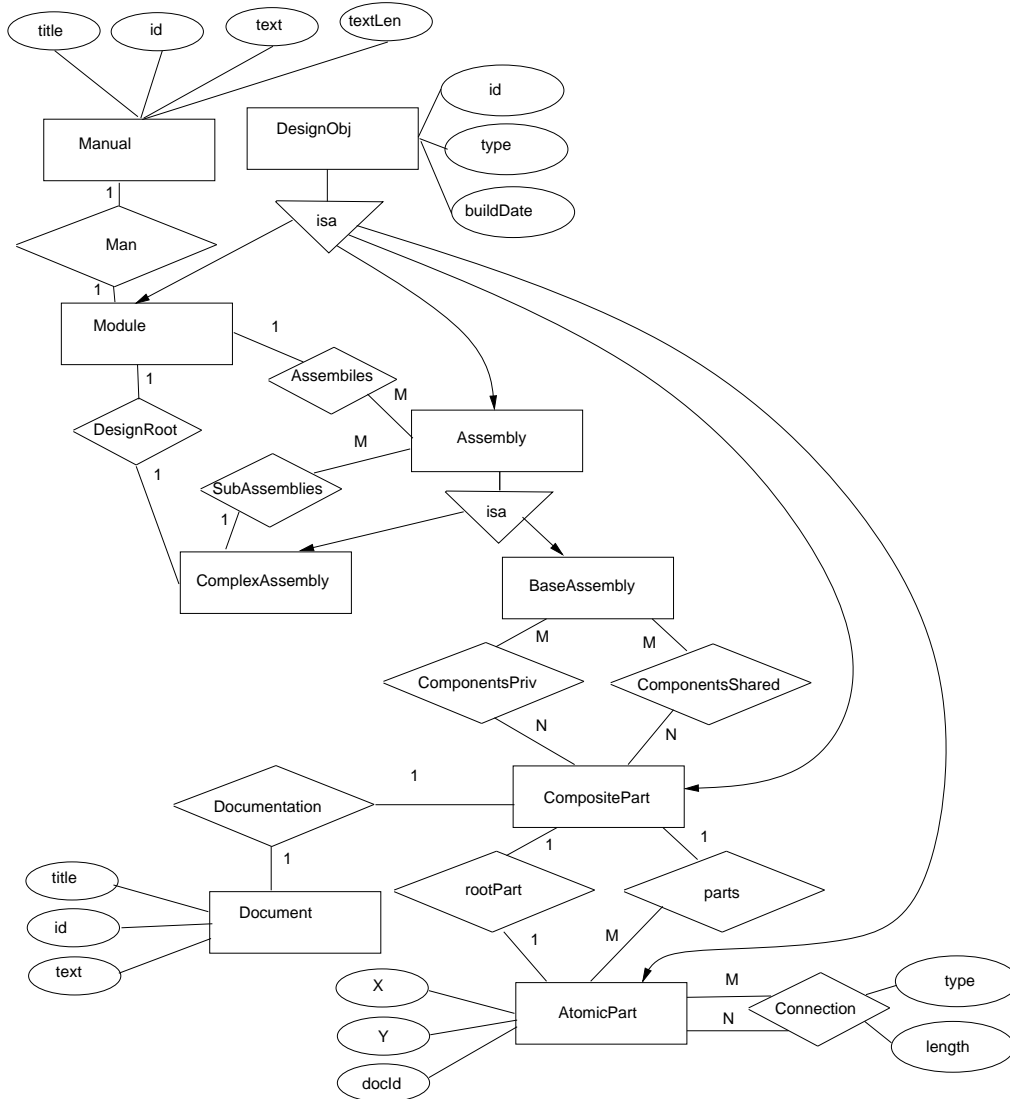 title
id
text
textLen
id
DesignObj
Manual
type
1
buildDate
isa
Man
1
Module
1
Assembiles
1
M
DesignRoot
M
Assembly
1
SubAssemblies
1
isa
ComplexAssembly
BaseAssembly
M
M
ComponentsPriv
ComponentsShared
N
N
1
CompositePart
Documentation
1
1
1
title
rootPart
parts
Document
id
1
M
text
X
M
type
AtomicPart
Connection
N
Y
length
docId